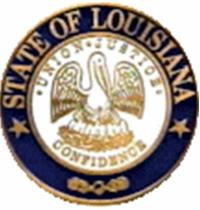 STATE OF LOUISIANA
UNION · JUSTICE
CONFIDENCE